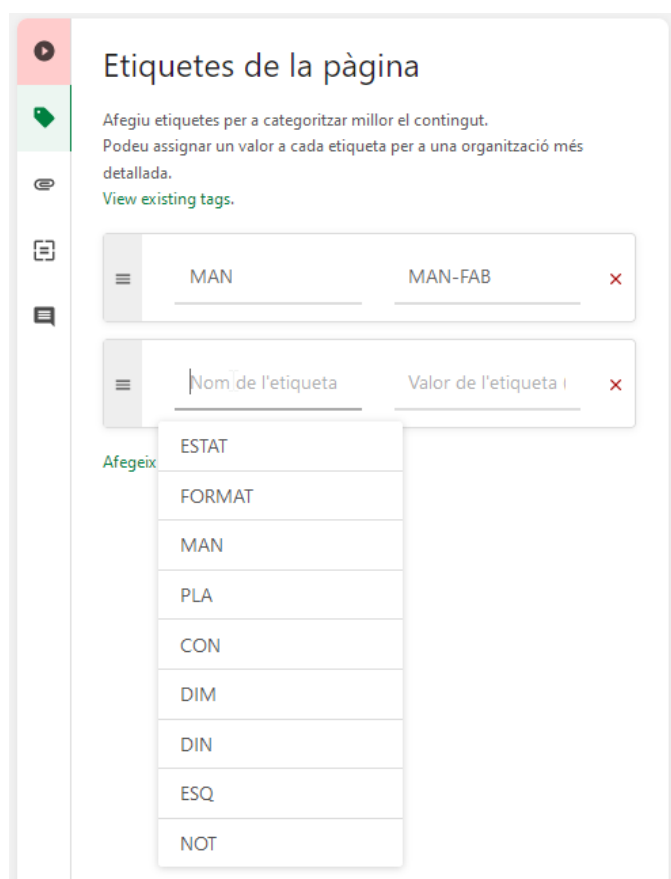 Etiquetes de la pàgina
Afegiu etiquetes per a categoritzar millor el contingut.
Podeu assignar un valor a cada etiqueta per a una organització més
detallada.
View existing tags.
MAN MAN-FAB
Nom de l'etiqueta Valor de l'etiqueta (
Afegeix
ESTAT
FORMAT
MAN
PLA
CON
DIM
DIN
ESQ
NOT